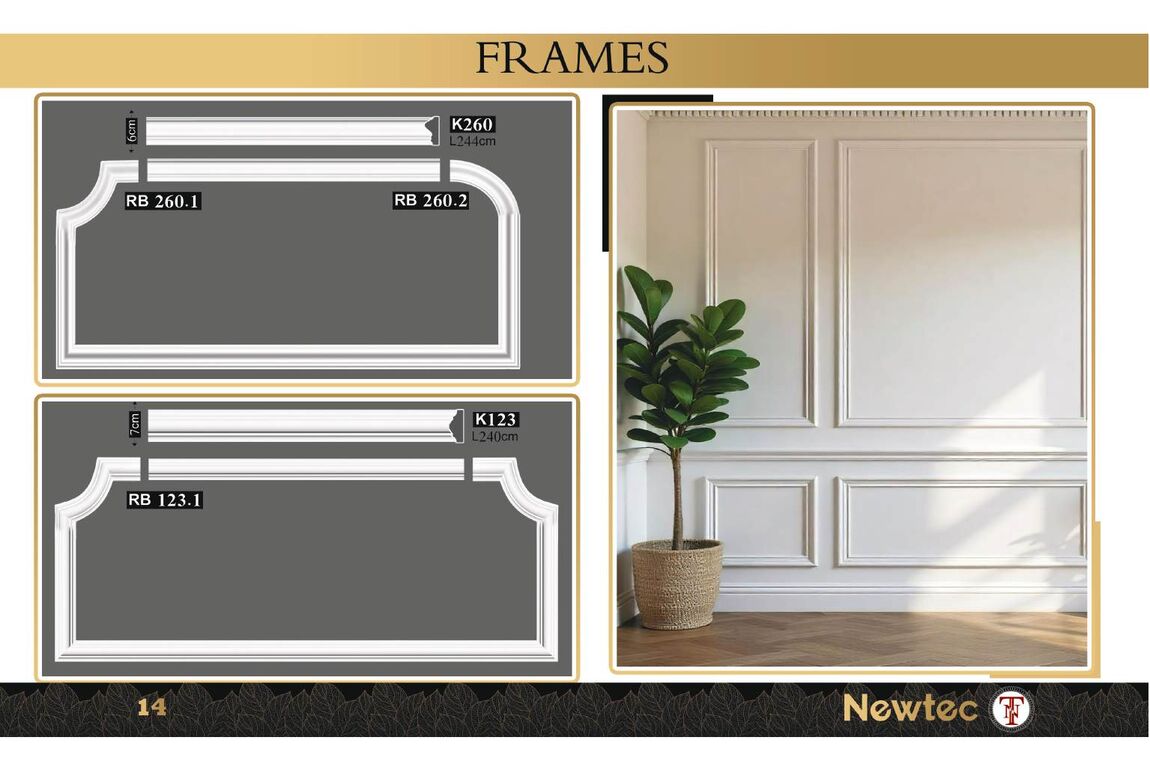 FRAMES
6cm
K260
L244cm
RB 260.1
RB 260.2
7cm
K123
L240cm
RB 123.1
14
Newtec